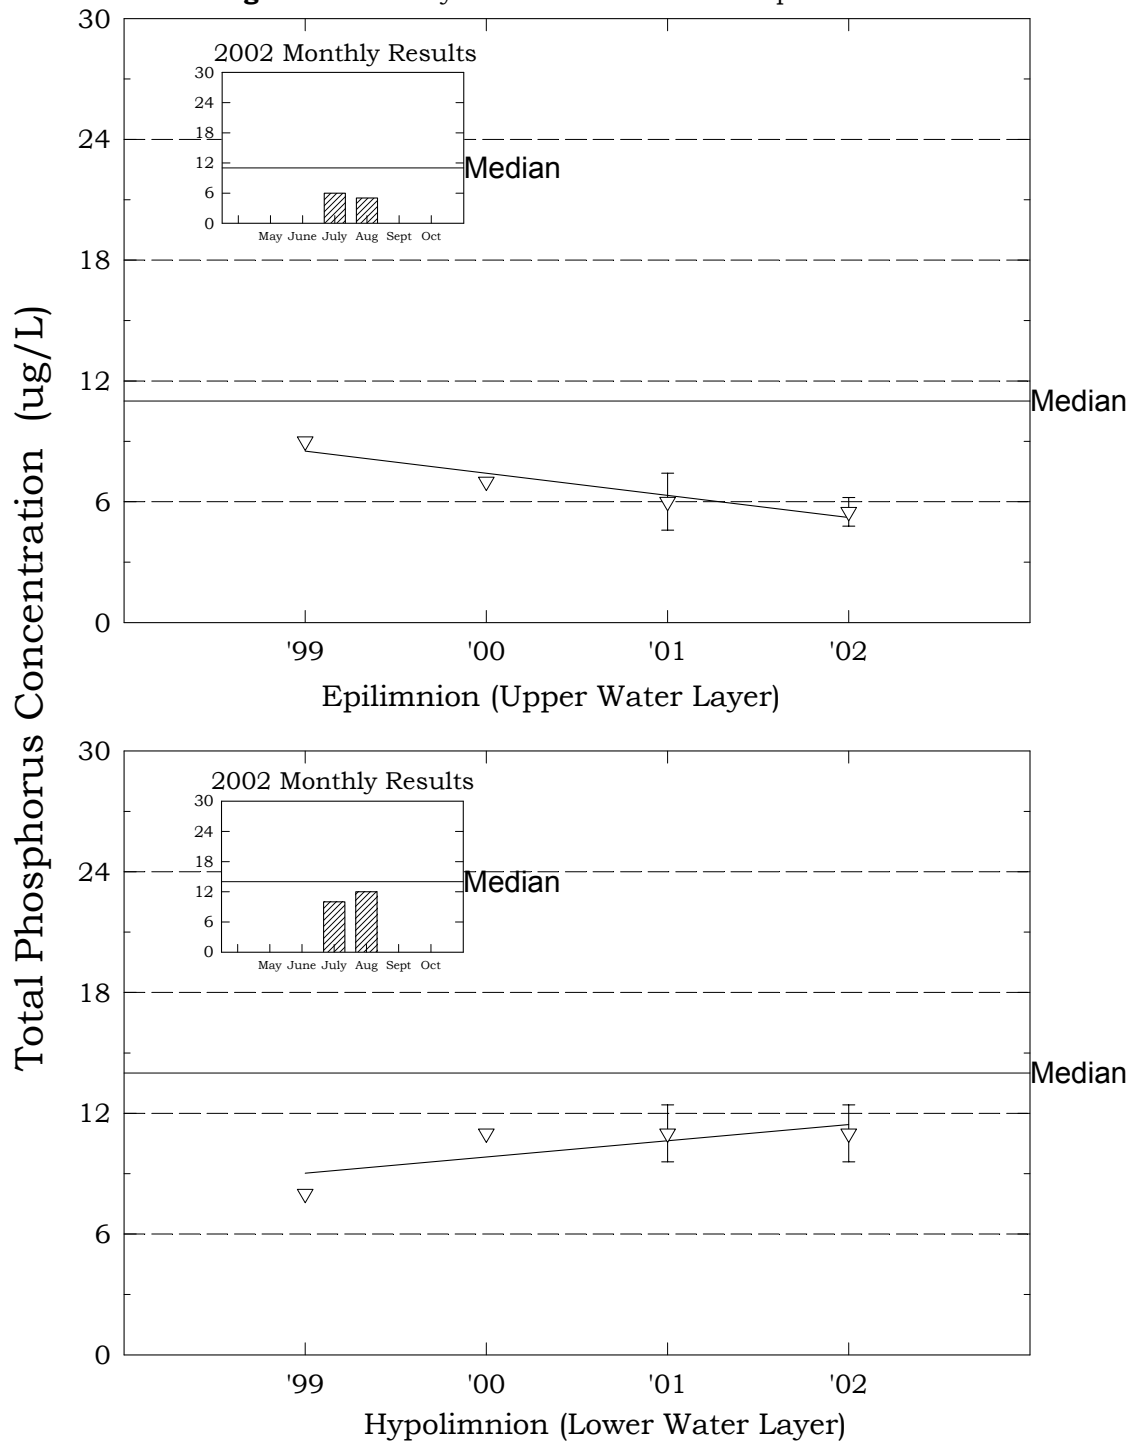 30
2002 Monthly Results
30
24
18
12
6
0
Median
May June July Aug Sept Oct
24
18
12
Median
6
0
'99 '00 '01 '02
Epilimnion (Upper Water Layer)
Total Phosphorus Concentration (ug/L)
30
2002 Monthly Results
30
24
18
12
6
0
Median
May June July Aug Sept Oct
24
18
Median
12
6
0
'99 '00 '01 '02
Hypolimnion (Lower Water Layer)